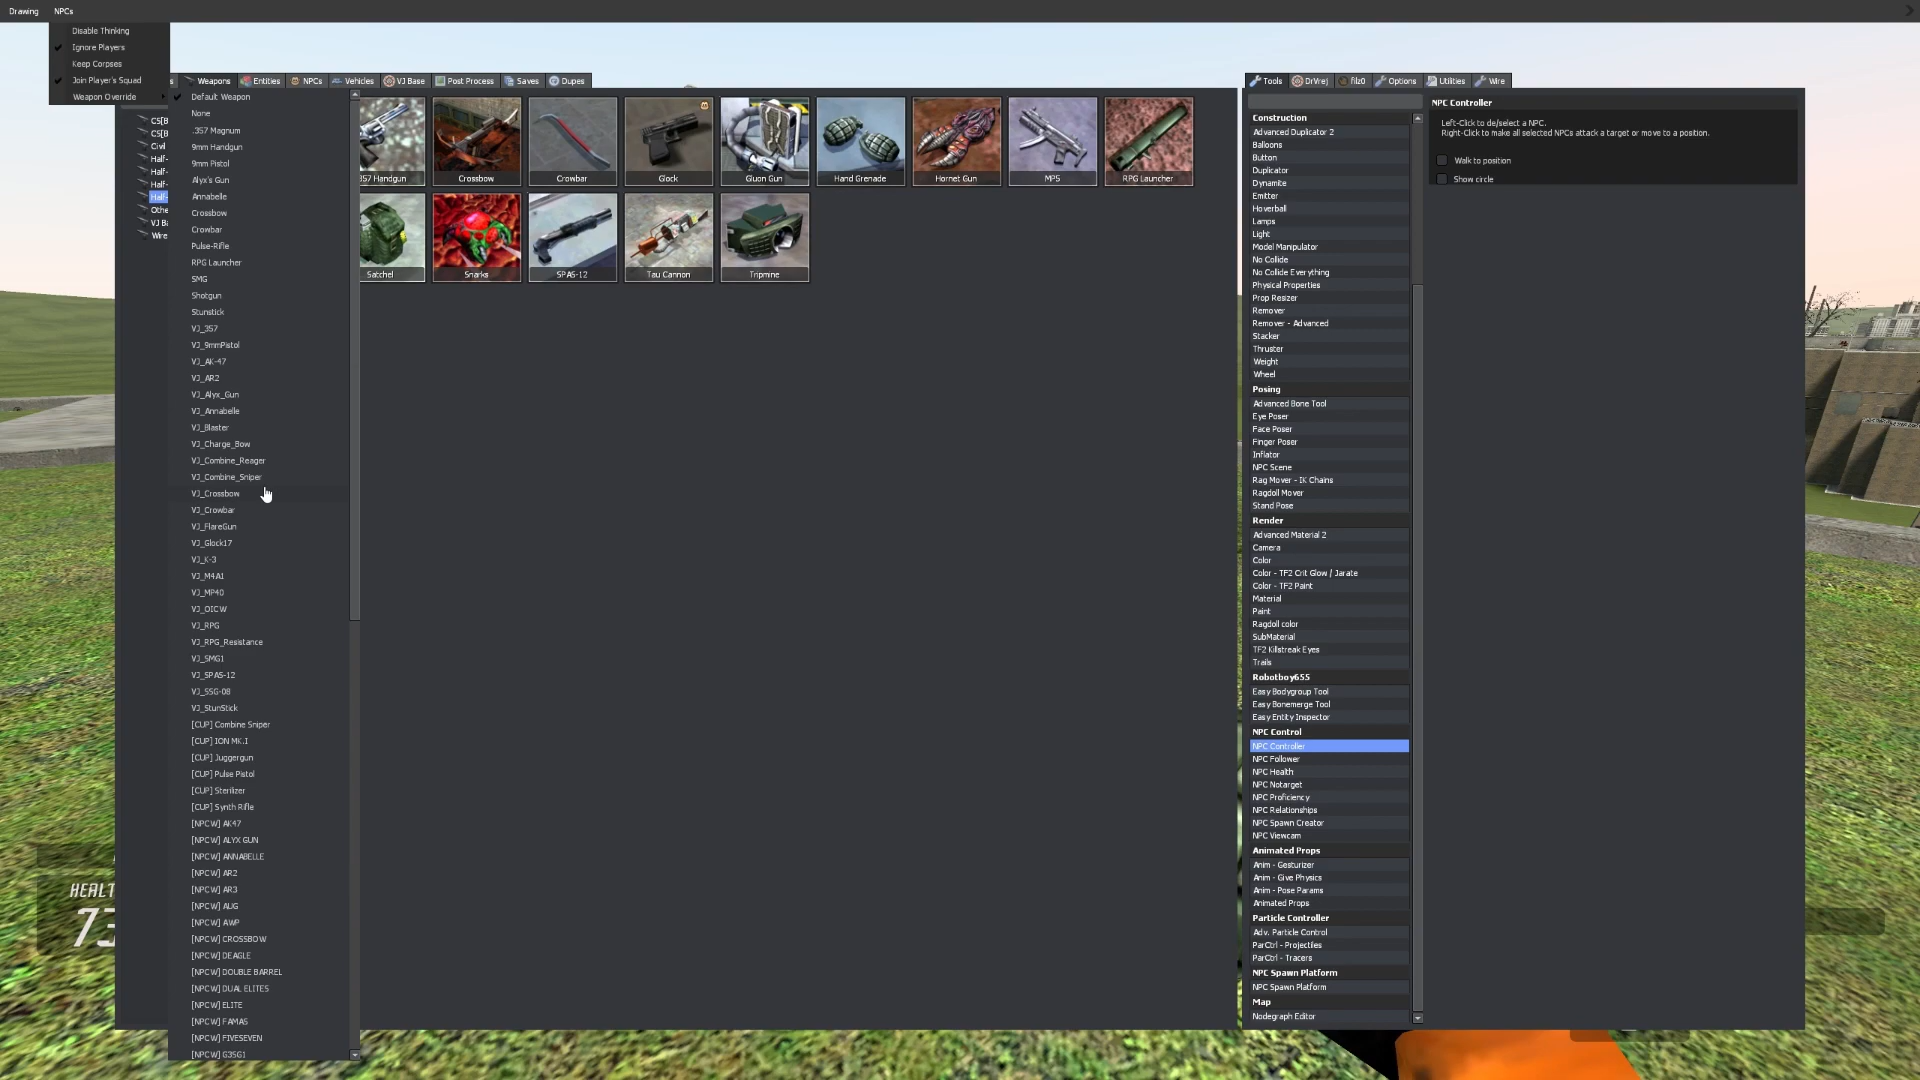 Drawing
NPCs
Disable Thinking
Ignore Players
Keep Corpses
Join Player's Squad
Weapon Override
Weapons
Entities
NPCs
Vehicles
VJ Base
Post Process
Saves
Dupes
CS[B
CS[B
Civil
Half-
Half-
Half-
Half-
Othe
VJ Ba
Wire
Default Weapon
None
.357 Magnum
9mm Handgun
9mm Pistol
Alyx's Gun
Annabelle
Crossbow
Crowbar
Pulse-Rifle
RPG Launcher
SMG
Shotgun
Stunstick
VJ_357
VJ_9mmPistol
VJ_AK-47
VJ_AR2
VJ_Alyx_Gun
VJ_Annabelle
VJ_Blaster
VJ_Charge_Bow
VJ_Combine_Reager
VJ_Combine_Sniper
VJ_Crossbow
VJ_Crowbar
VJ_FlareGun
VJ_Glock17
VJ_K-3
VJ_M4A1
VJ_MP40
VJ_OICW
VJ_RPG
VJ_RPG_Resistance
VJ_SMG1
VJ_SPAS-12
VJ_SSG-08
VJ_StunStick
[CUP] Combine Sniper
[CUP] ION MK.I
[CUP] Juggergun
[CUP] Pulse Pistol
[CUP] Sterilizer
[CUP] Synth Rifle
[NPCW] AK47
[NPCW] ALYX GUN
[NPCW] ANNABELLE
[NPCW] AR2
[NPCW] AR3
[NPCW] AUG
[NPCW] AWP
[NPCW] CROSSBOW
[NPCW] DEAGLE
[NPCW] DOUBLE BARREL
[NPCW] DUAL ELITES
[NPCW] ELITE
[NPCW] FAMAS
[NPCW] FIVESEVEN
[NPCW] G3SG1
357 Handgun
Crossbow
Crowbar
Glock
Gluon Gun
Hand Grenade
Hornet Gun
MP5
RPG Launcher
Satchel
Snarks
SPAS-12
Tau Cannon
Tripmine
Tools
DrVrej
filz0
Options
Utilities
Wire
Construction
Advanced Duplicator 2
Balloons
Button
Duplicator
Dynamite
Emitter
Hoverball
Lamps
Light
Model Manipulator
No Collide
No Collide Everything
Physical Properties
Prop Resizer
Remover
Remover - Advanced
Stacker
Thruster
Weight
Wheel
Posing
Advanced Bone Tool
Eye Poser
Face Poser
Finger Poser
Inflator
NPC Scene
Rag Mover - IK Chains
Ragdoll Mover
Stand Pose
Render
Advanced Material 2
Camera
Color
Color - TF2 Crit Glow / Jarate
Color - TF2 Paint
Material
Paint
Ragdoll color
SubMaterial
TF2 Killstreak Eyes
Trails
Robotboy655
Easy Bodygroup Tool
Easy Bonemerge Tool
Easy Entity Inspector
NPC Control
NPC Controller
NPC Follower
NPC Health
NPC Notarget
NPC Proficiency
NPC Relationships
NPC Spawn Creator
NPC Viewcam
Animated Props
Anim - Gesturizer
Anim - Give Physics
Anim - Pose Params
Animated Props
Particle Controller
Adv. Particle Control
ParCtrl - Projectiles
ParCtrl - Tracers
NPC Spawn Platform
NPC Spawn Platform
Map
Nodegraph Editor
NPC Controller
Left-Click to de/select a NPC.
Right-Click to make all selected NPCs attack a target or move to a position.
Walk to position
Show circle
HEALT
73